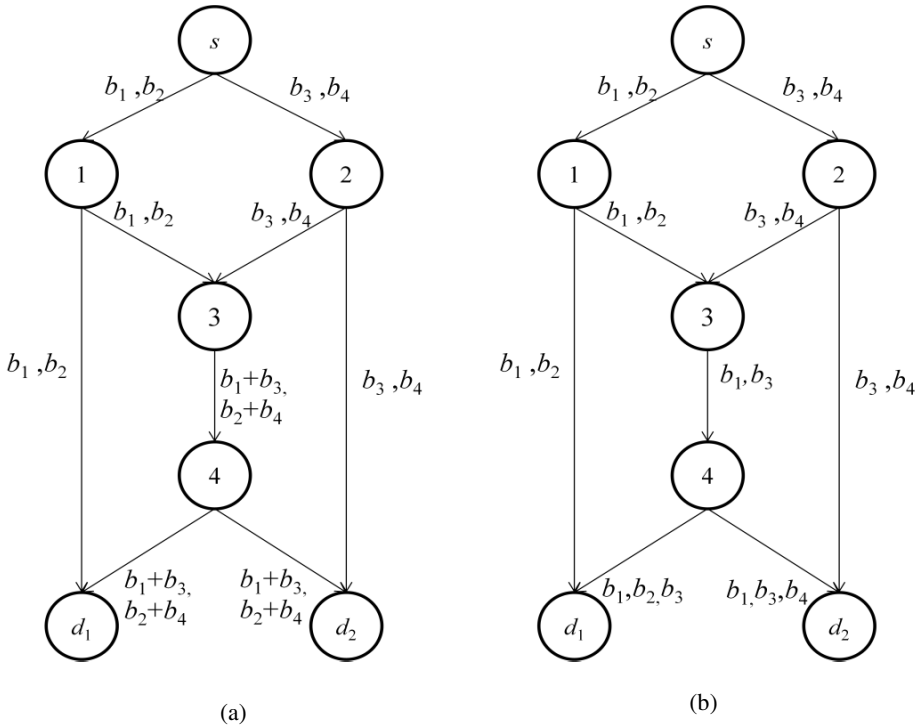 s
b1 ,b2
b3 ,b4
1
2
b1 ,b2
b3 ,b4
3
b1 ,b2
b1+b3,
b2+b4
b3 ,b4
4
b1+b3,
b2+b4
b1+b3,
b2+b4
d1
d2
(a)
s
b1 ,b2
b3 ,b4
1
2
b1 ,b2
b3 ,b4
3
b1 ,b2
b1,b3
b3 ,b4
4
b1,b2,b3
b1,b3,b4
d1
d2
(b)